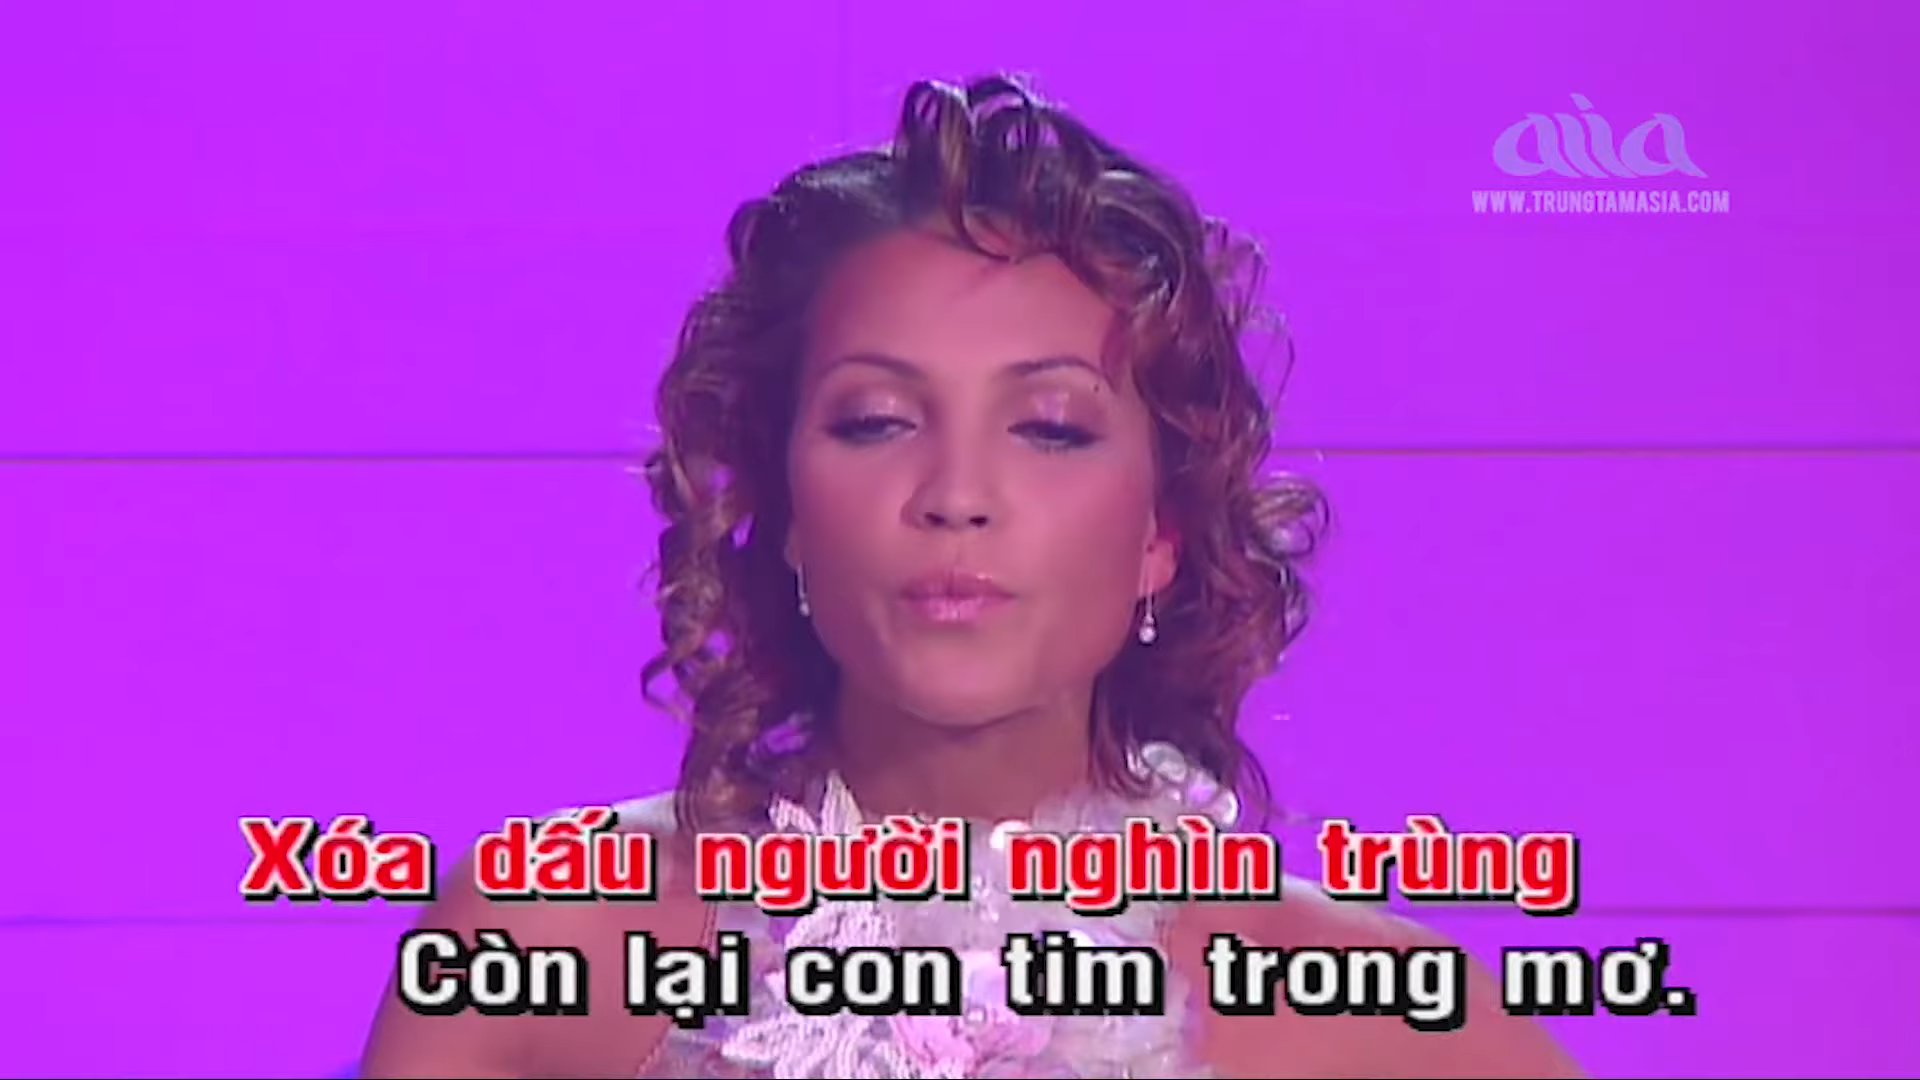 asia
WWW.TRUNGTAMASIA.COM
Xóa dấu người nghìn trùng
Còn lại con tim trong mơ.